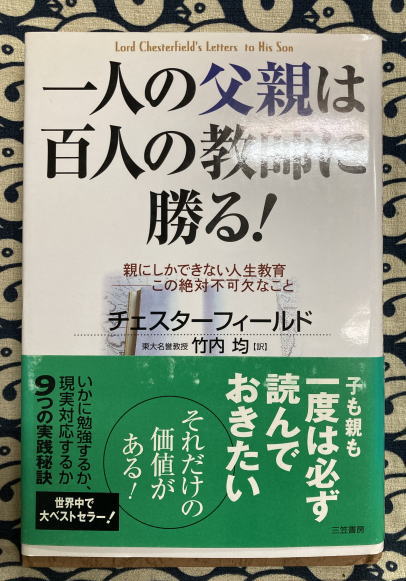 Lord Chesterfield's Letters to His Son
一人の父親は
百人の教師に
勝る!
親にしかできない人生教育
――この絶対不可欠なこと
チェスターフィールド
東大名誉教授 竹内 均[訳]
子も親も
一度は必ず
読んで
おきたい
それだけの
価値が
ある!
いかに勉強するか、
現実対応するか
9つの実践秘訣
世界中で
大ベストセラー!
三笠書房